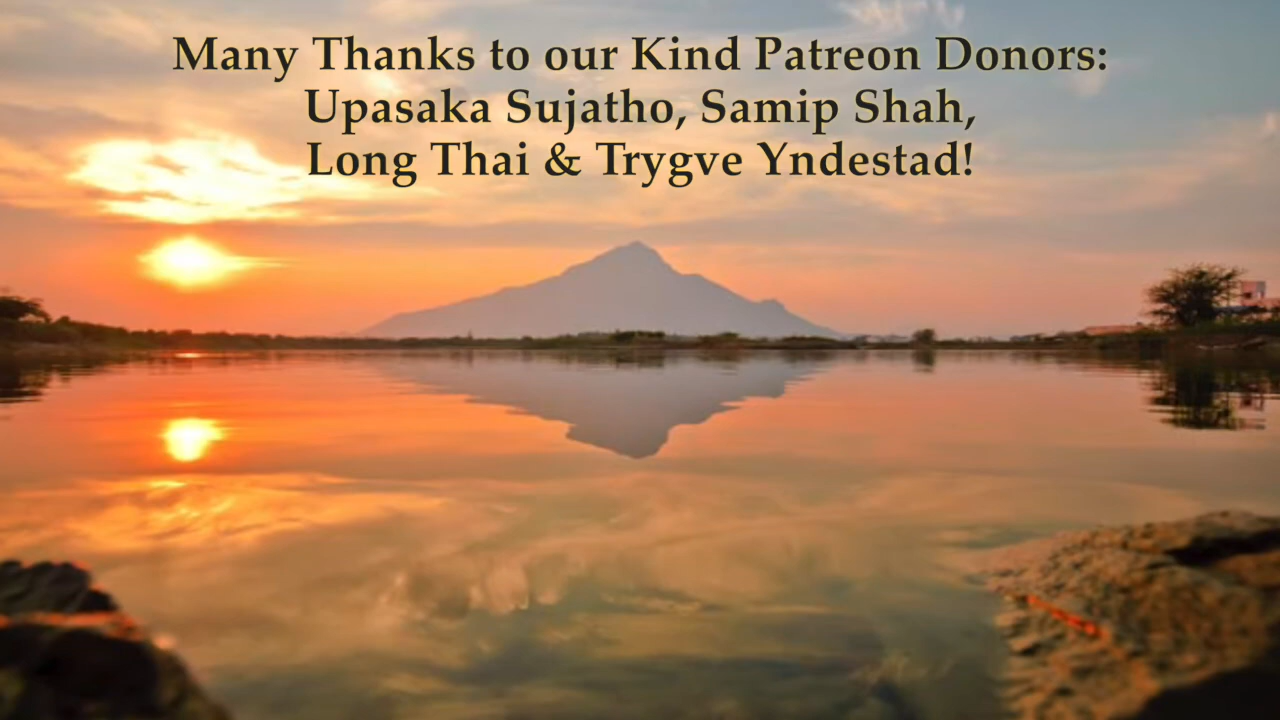 Many Thanks to our Kind Patreon Donors:
Upasaka Sujatho, Samip Shah,
Long Thai & Trygve Yndestad!